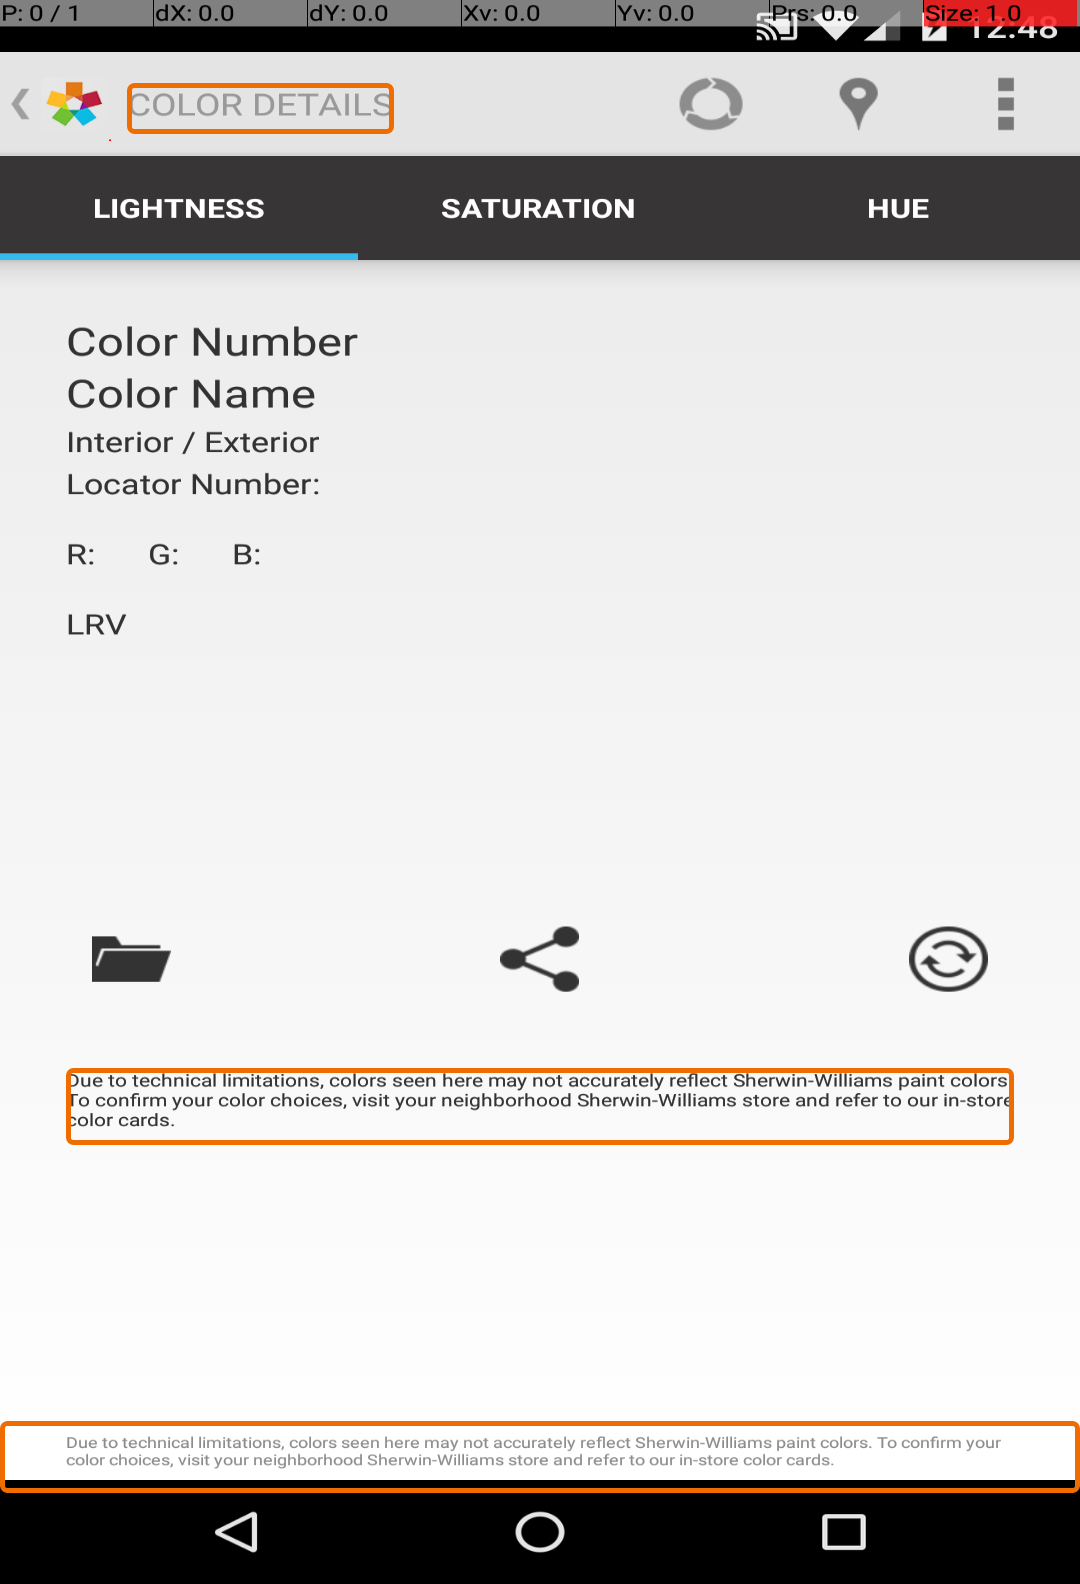 P: 0 / 1 dX: 0.0 dY: 0.0 Xv: 0.0 Yv: 0.0 Prs: 0.0 Size: 1.0
12:48
COLOR DETAILS
LIGHTNESS SATURATION HUE
Color Number
Color Name
Interior / Exterior
Locator Number:
R: G: B:
LRV
Due to technical limitations, colors seen here may not accurately reflect Sherwin-Williams paint colors
To confirm your color choices, visit your neighborhood Sherwin-Williams store and refer to our in-store
color cards.
Due to technical limitations, colors seen here may not accurately reflect Sherwin-Williams paint colors. To confirm your
color choices, visit your neighborhood Sherwin-Williams store and refer to our in-store color cards.